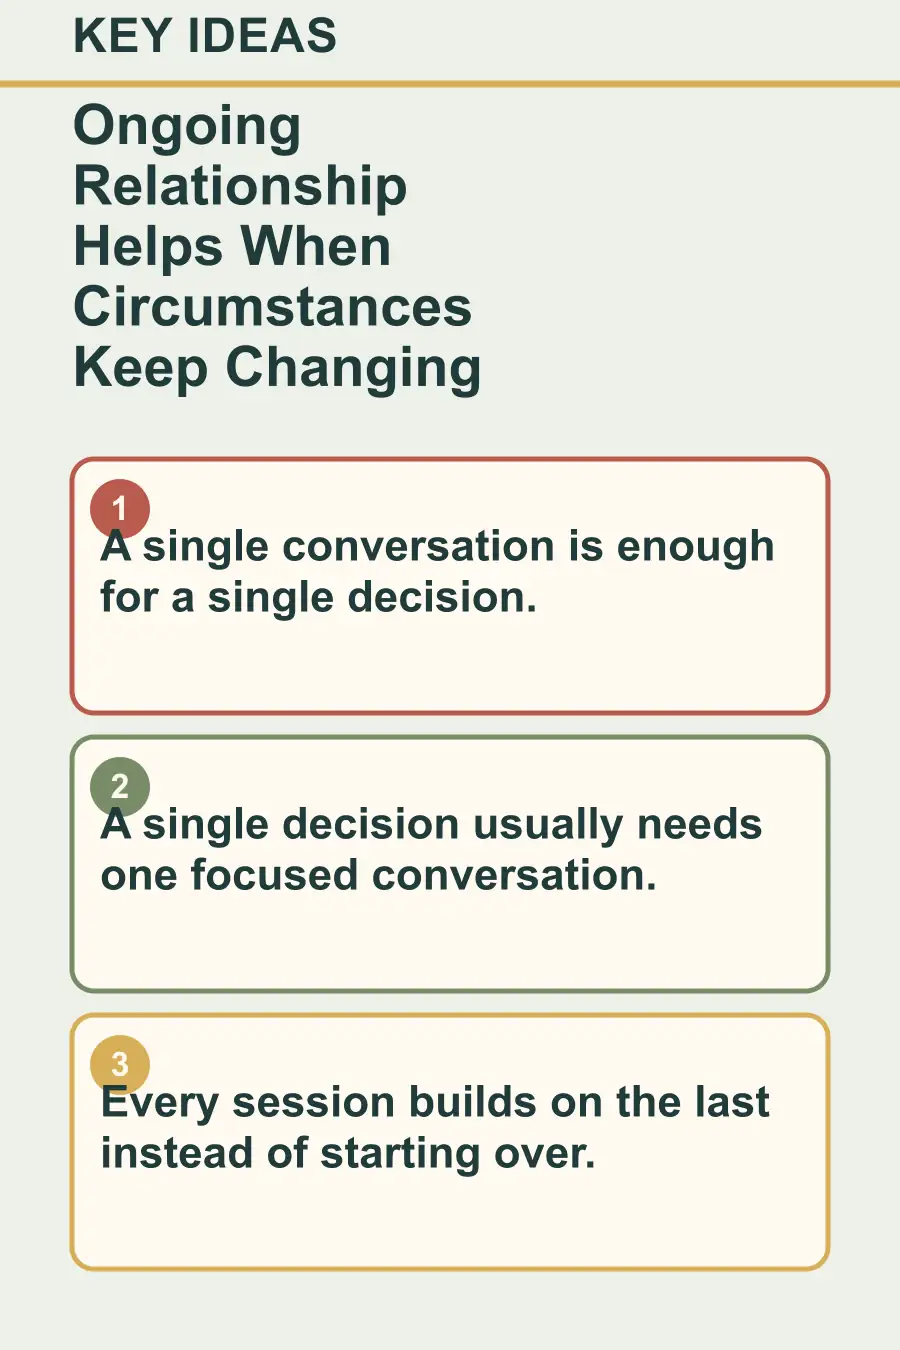 KEY IDEAS
Ongoing
Relationship
Helps When
Circumstances
Keep Changing
1
A single conversation is enough
for a single decision.
2
A single decision usually needs
one focused conversation.
3
Every session builds on the last
instead of starting over.